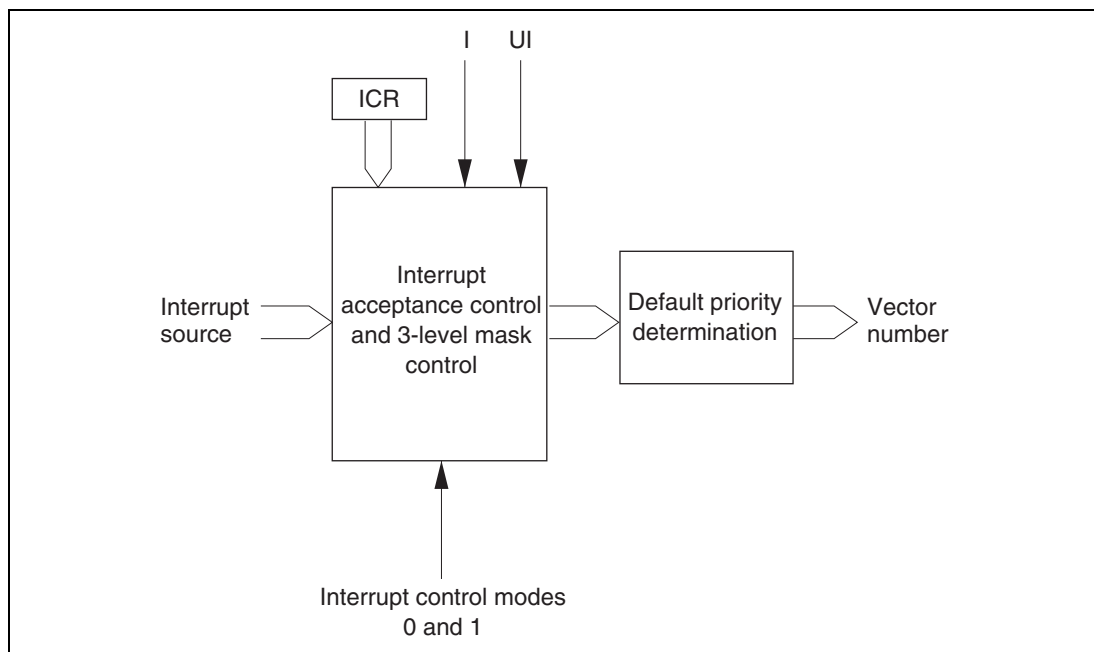 I
UI
ICR
Interrupt
acceptance control
and 3-level mask
control
Interrupt
source
Default priority
determination
Vector
number
Interrupt control modes
0 and 1